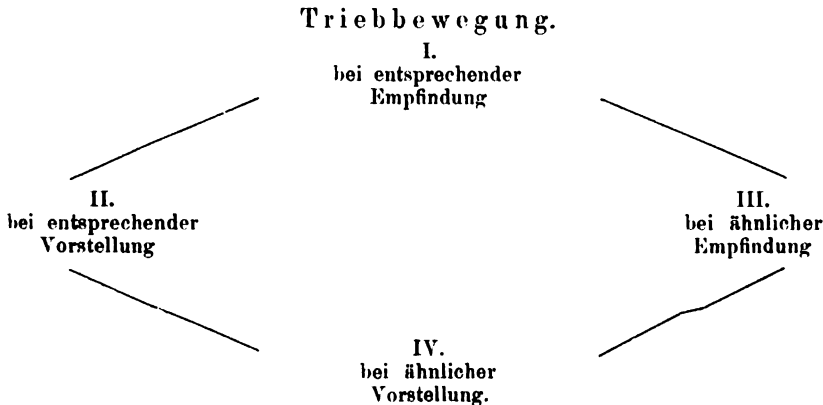 Triebbewegung.
I.
bei entsprechender
Empfindung
II.
bei entsprechender
Vorstellung
III.
bei ähnlicher
Empfindung
IV.
bei ähnlicher
Vorstellung.